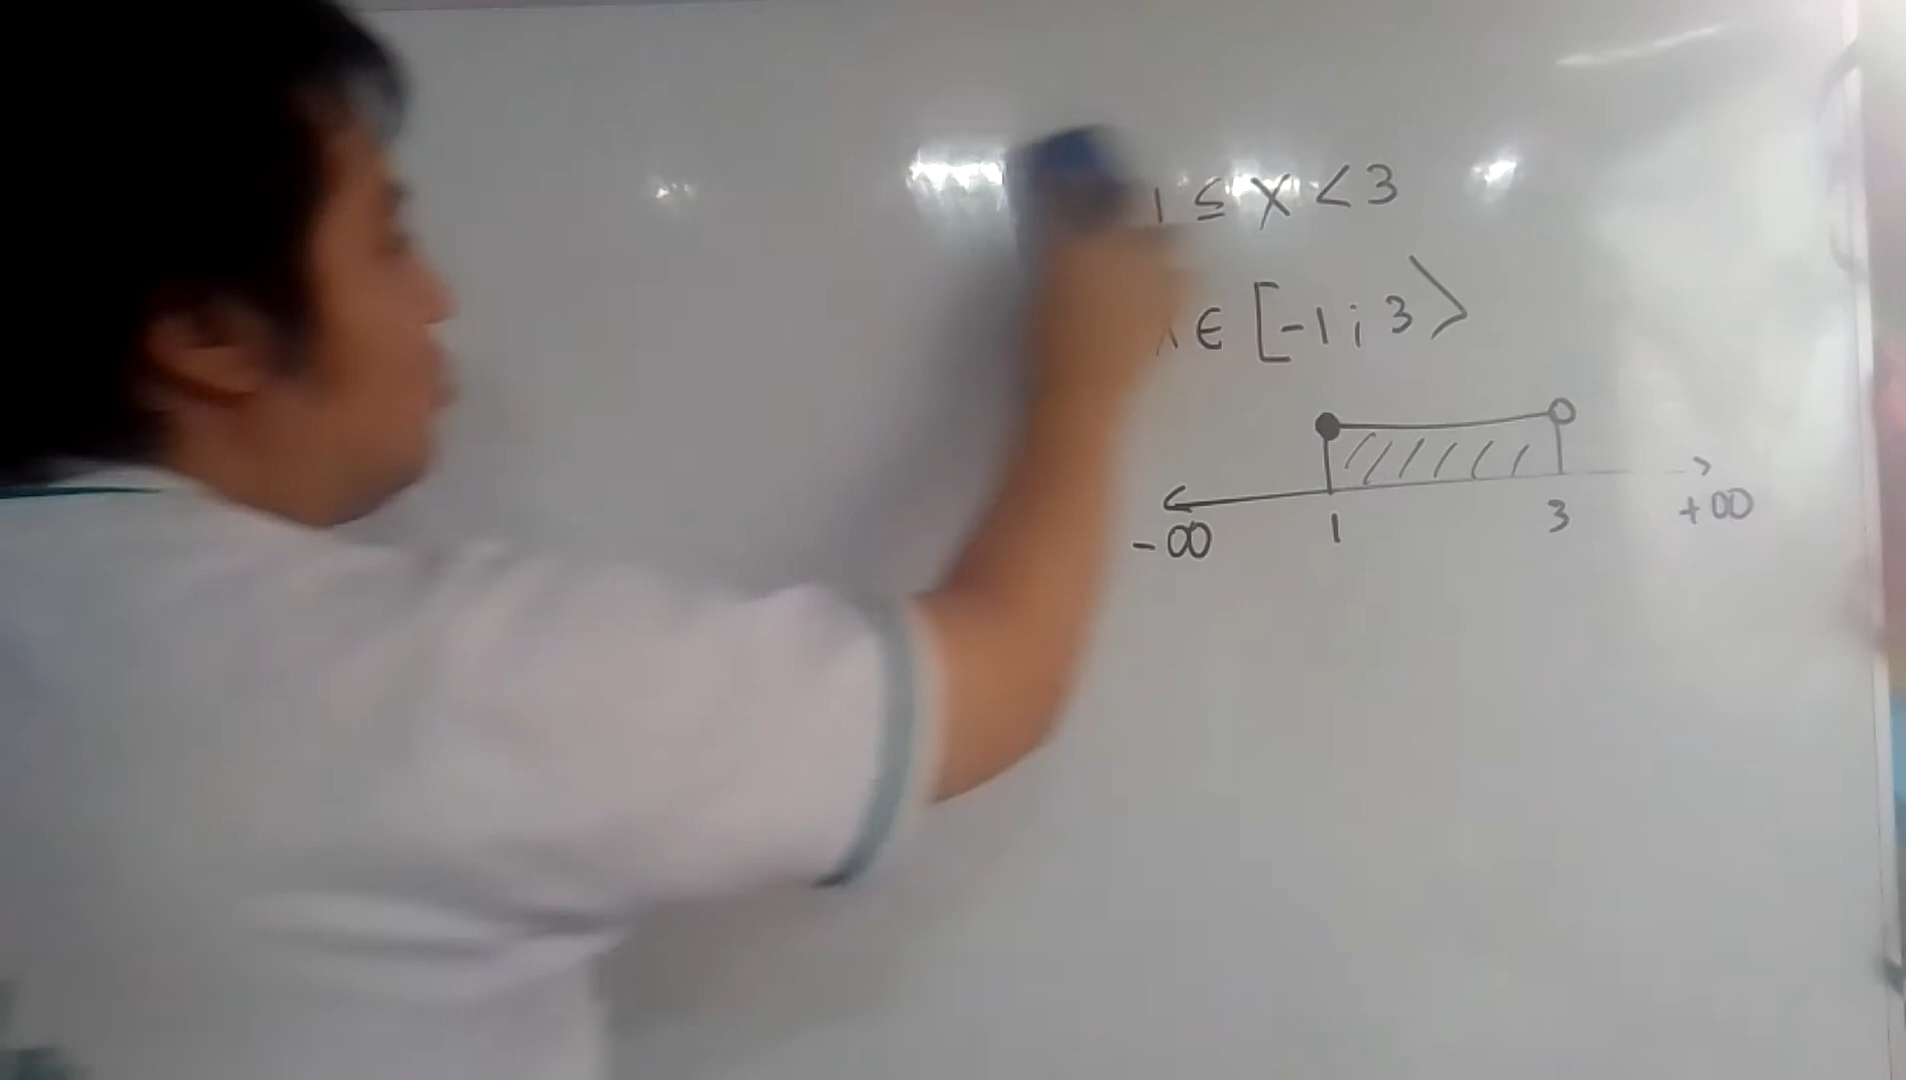 1 ≤ x < 3
x ∈ [-1; 3⟩
-∞ 1 3 +∞